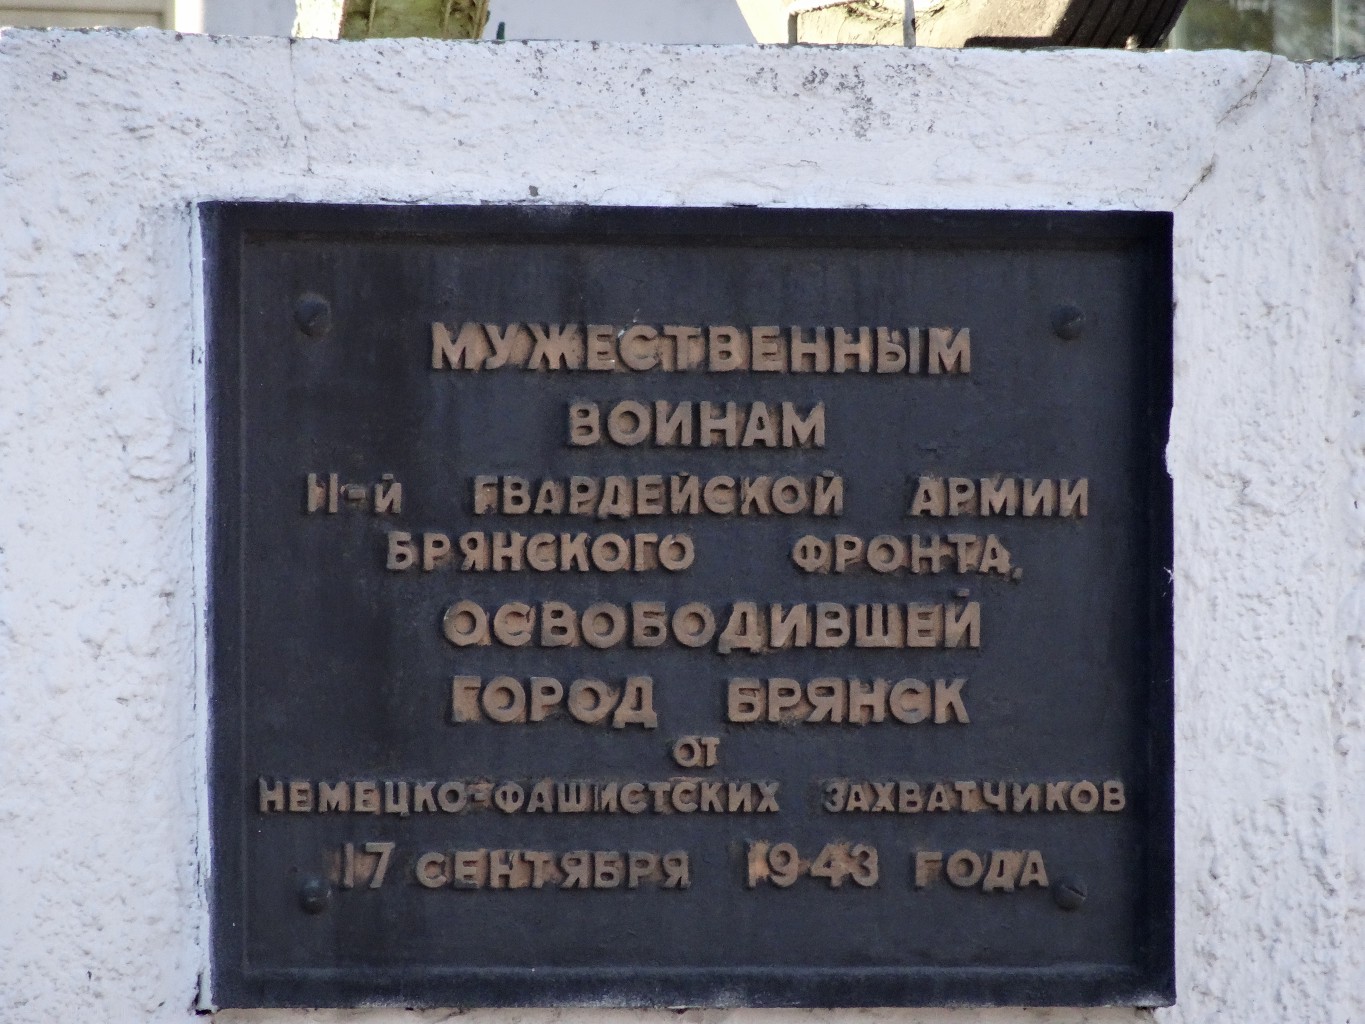 МУЖЕСТВЕННЫМ
ВОИНАМ
11-й ГВАРДЕЙСКОЙ АРМИИ
БРЯНСКОГО ФРОНТА,
ОСВОБОДИВШЕЙ
ГОРОД БРЯНСК
ОТ
НЕМЕЦКО-ФАШИСТСКИХ ЗАХВАТЧИКОВ
17 СЕНТЯБРЯ 1943 ГОДА